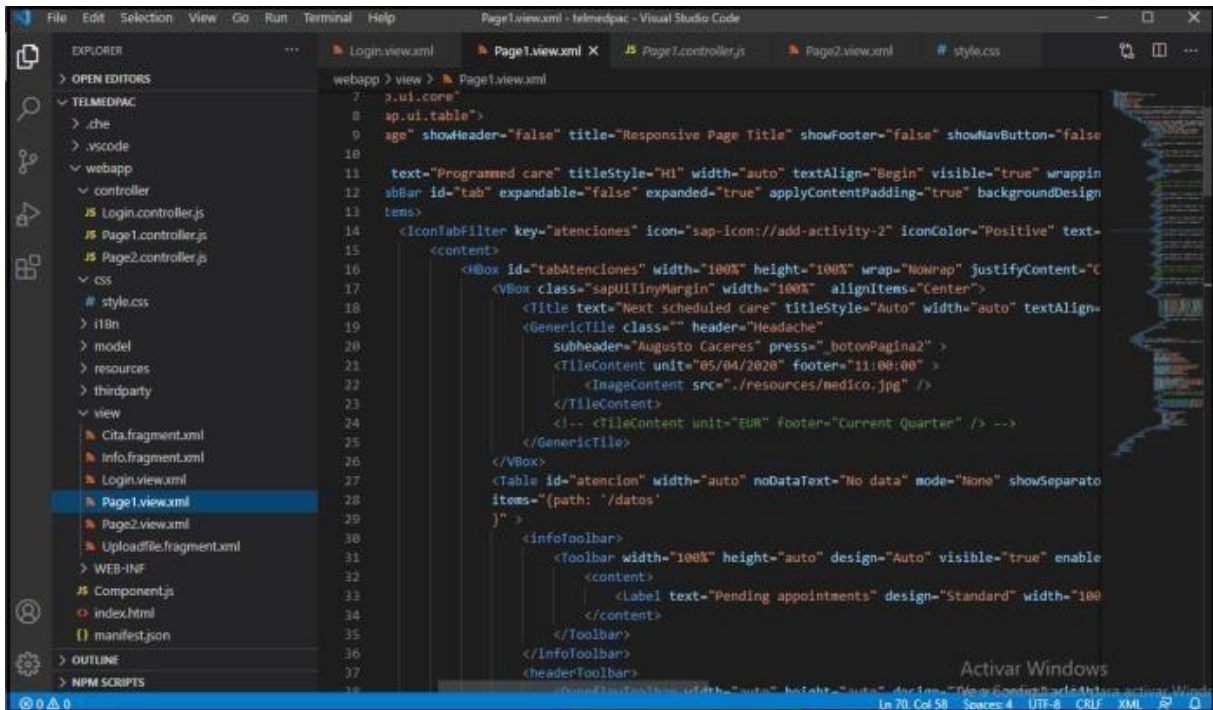 File Edit Selection View Go Run Terminal Help Page1.view.xml - telmedpac - Visual Studio Code
EXPLORER
OPEN EDITORS
TELMEDPAC
.che
.vscode
webapp
controller
JS Login.controller.js
JS Page1.controller.js
JS Page2.controller.js
css
# style.css
i18n
model
resources
thirdparty
view
Cita.fragment.xml
Info.fragment.xml
Login.view.xml
Page1.view.xml
Page2.view.xml
Uploadfile.fragment.xml
WEB-INF
JS Component.js
index.html
{} manifest.json
OUTLINE
NPM SCRIPTS
Login.view.xml Page1.view.xml JS Page1.controller.js Page2.view.xml # style.css
webapp > view > Page1.view.xml
7 p.ui.core"
8 ap.ui.table">
9 age" showHeader="false" title="Responsive Page Title" showFooter="false" showNavButton="false
10
11 text="Programmed care" titleStyle="H1" width="auto" textAlign="Begin" visible="true" wrappin
12 abBar id="tab" expandable="false" expanded="true" applyContentPadding="true" backgroundDesign
13 tems>
14 <IconTabFilter key="atenciones" icon="sap-icon://add-activity-2" iconColor="Positive" text=
15 <content>
16 <HBox id="tabAtenciones" width="100%" height="100%" wrap="NoWrap" justifyContent="C
17 <VBox class="sapUiTinyMargin" width="100%" alignItems="Center">
18 <Title text="Next scheduled care" titleStyle="Auto" width="auto" textAlign=
19 <GenericTile class="" header="Headache"
20 subheader="Augusto Caceres" press="_botonPagina2" >
21 <TileContent unit="05/04/2020" footer="11:00:00" >
22 <ImageContent src="./resources/medico.jpg" />
23 </TileContent>
24 <!-- <TileContent unit="EUR" footer="Current Quarter" /> -->
25 </GenericTile>
26 </VBox>
27 <Table id="atencion" width="auto" noDataText="No data" mode="None" showSeparato
28 items="{path: '/datos'
29 }" >
30 <infoToolbar>
31 <Toolbar width="100%" height="auto" design="Auto" visible="true" enable
32 <content>
33 <Label text="Pending appointments" design="Standard" width="100
34 </content>
35 </Toolbar>
36 </infoToolbar>
37 <headerToolbar>
Activar Windows
0 0 Ln 70, Col 58 Spaces: 4 UTF-8 CRLF XML